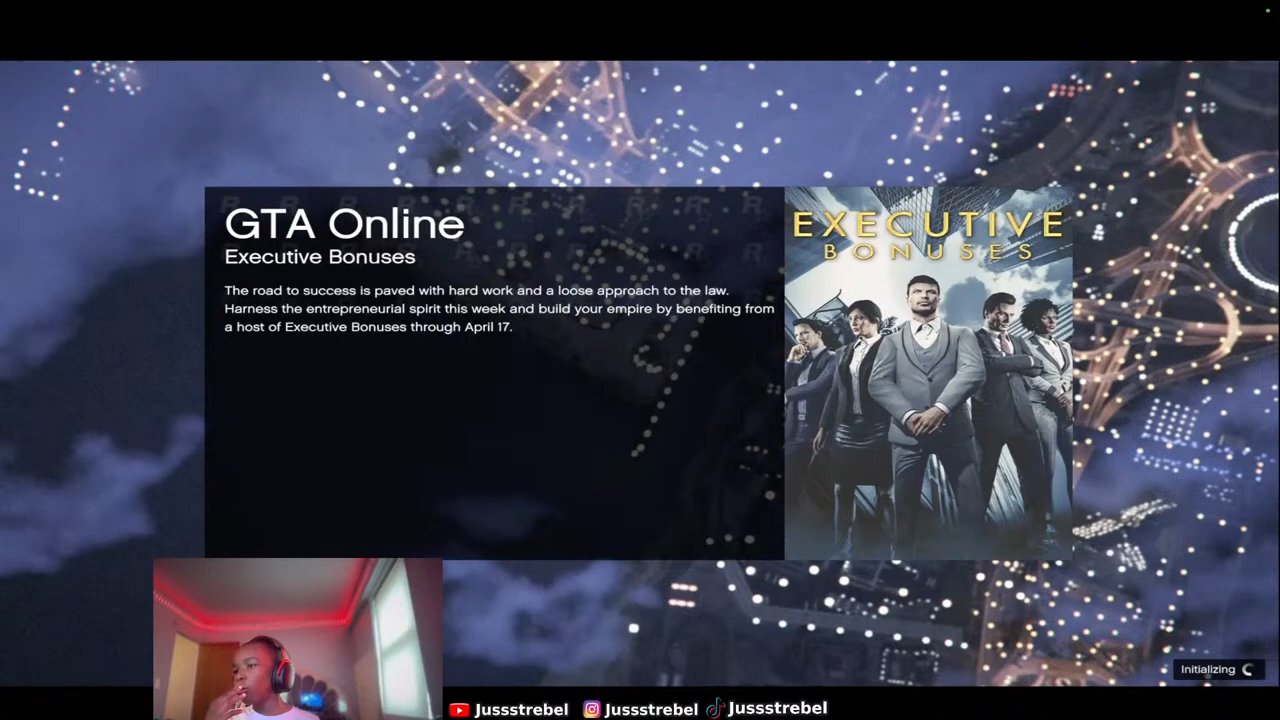 GTA Online
Executive Bonuses
The road to success is paved with hard work and a loose approach to the law.
Harness the entrepreneurial spirit this week and build your empire by benefiting from
a host of Executive Bonuses through April 17.
EXECUTIVE
BONUSES
Initializing
Jussstrebel Jussstrebel Jussstrebel